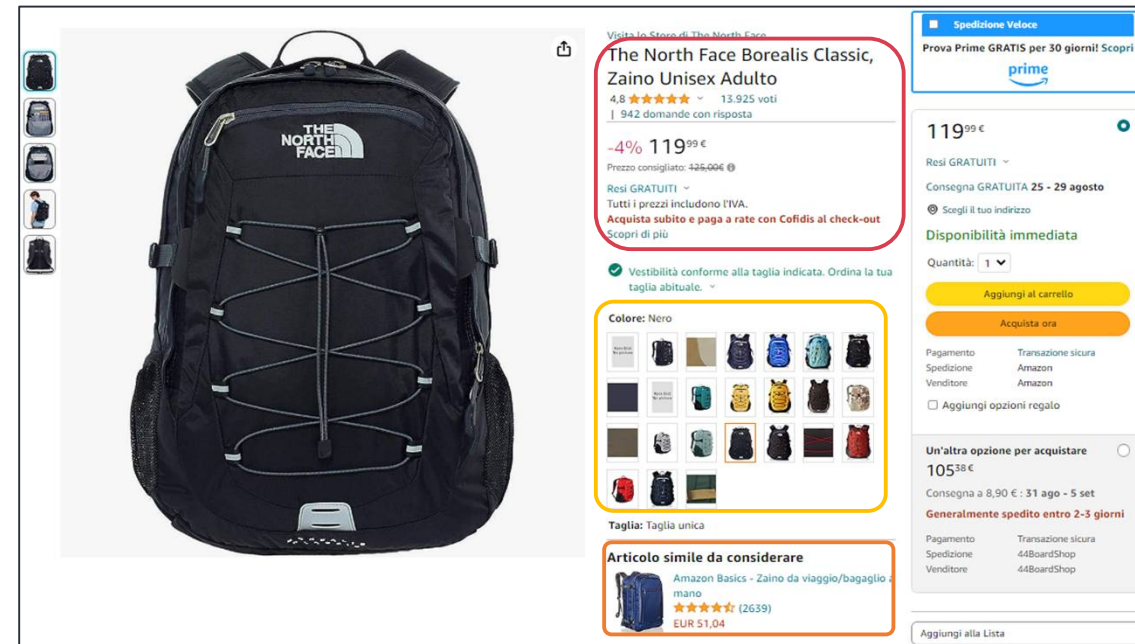 THE
NORTH
FACE
Visita lo Store di The North Face
The North Face Borealis Classic,
Zaino Unisex Adulto
4,8
13.925 voti
| 942 domande con risposta
-4% 119,99 €
Prezzo consigliato: 125,00€
Resi GRATUITI
Tutti i prezzi includono l'IVA.
Acquista subito e paga a rate con Cofidis al check-out
Scopri di più
Vestibilità conforme alla taglia indicata. Ordina la tua
taglia abituale.
Colore: Nero
Taglia: Taglia unica
Articolo simile da considerare
Amazon Basics - Zaino da viaggio/bagaglio a
mano
(2639)
EUR 51,04
Spedizione Veloce
Prova Prime GRATIS per 30 giorni! Scopri
prime
119,99 €
Resi GRATUITI
Consegna GRATUITA 25 - 29 agosto
Scegli il tuo indirizzo
Disponibilità immediata
Quantità: 1
Aggiungi al carrello
Acquista ora
Pagamento Transazione sicura
Spedizione Amazon
Venditore Amazon
Aggiungi opzioni regalo
Un'altra opzione per acquistare
105,38 €
Consegna a 8,90 € : 31 ago - 5 set
Generalmente spedito entro 2-3 giorni
Pagamento Transazione sicura
Spedizione 44BoardShop
Venditore 44BoardShop
Aggiungi alla Lista